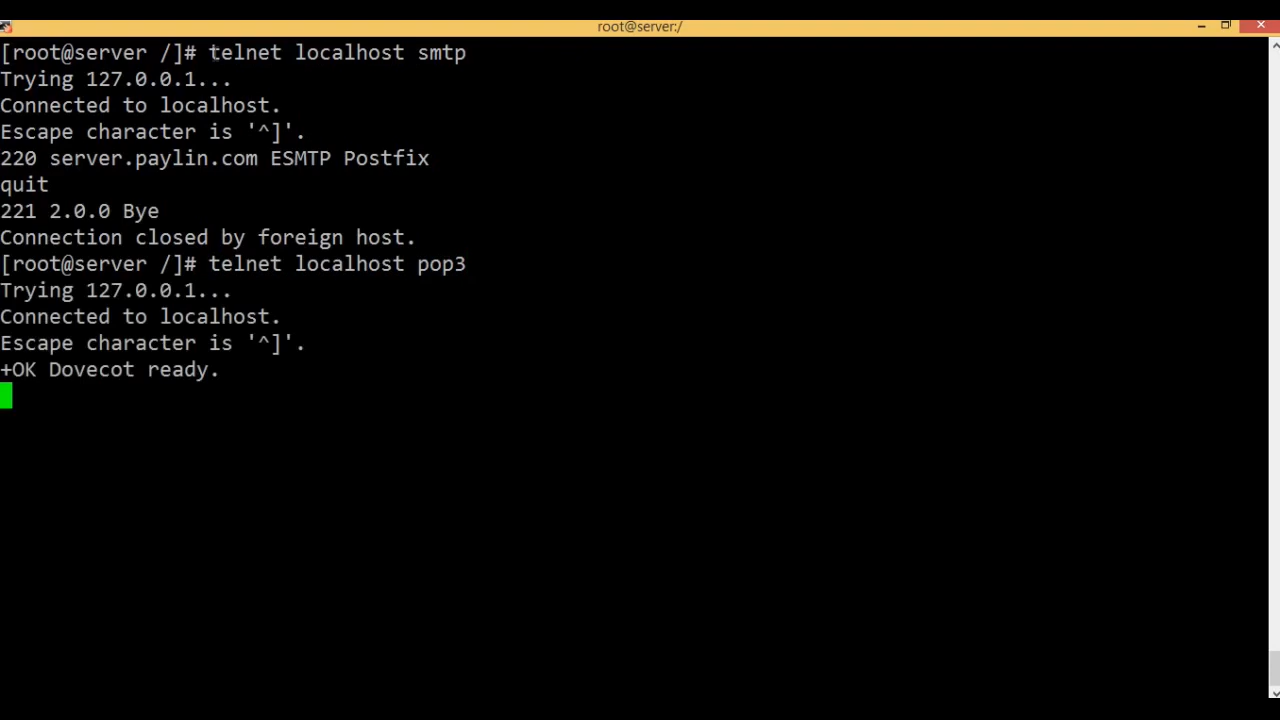 root@server:/
[root@server /]# telnet localhost smtp
Trying 127.0.0.1...
Connected to localhost.
Escape character is '^]'.
220 server.paylin.com ESMTP Postfix
quit
221 2.0.0 Bye
Connection closed by foreign host.
[root@server /]# telnet localhost pop3
Trying 127.0.0.1...
Connected to localhost.
Escape character is '^]'.
+OK Dovecot ready.